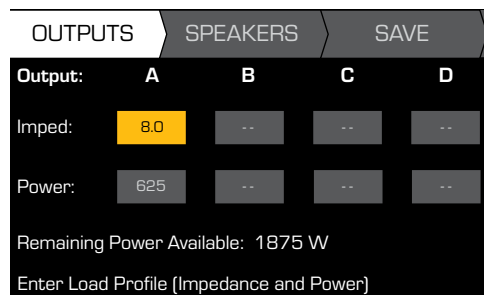 OUTPUTS SPEAKERS SAVE
Output: A B C D
Imped: 8.0 -- -- --
Power: 625 -- -- --
Remaining Power Available: 1875 W
Enter Load Profile (Impedance and Power)